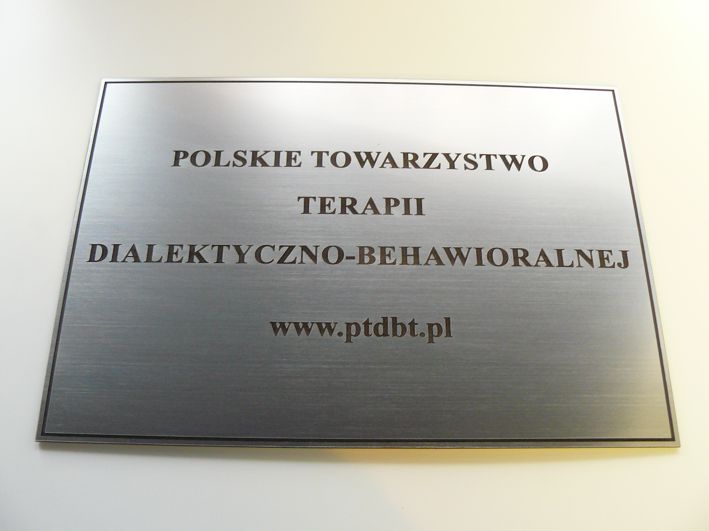 POLSKIE TOWARZYSTWO
TERAPII
DIALEKTYCZNO-BEHAWIORALNEJ
www.ptdbt.pl